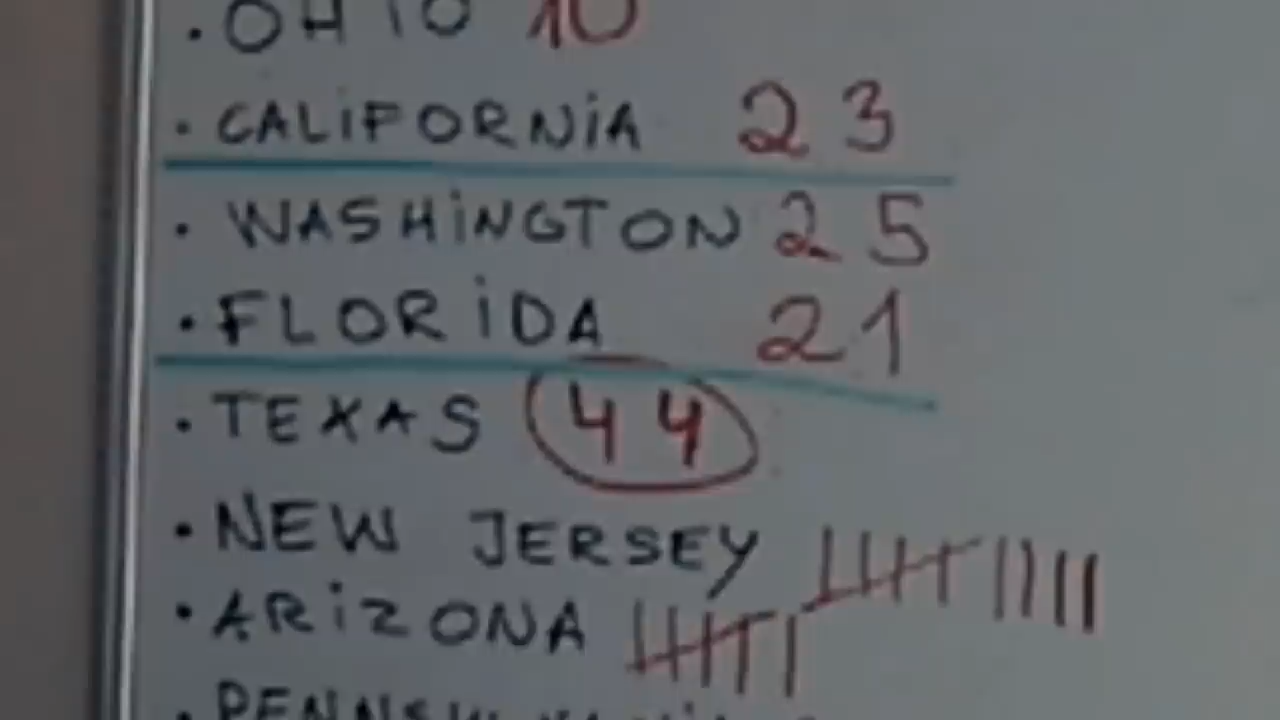 · OHIO 10
· CALiFORNiA 23
· WASHiNGTON 25
· FLORiDA 21
· TEXAS 44
· NEW JERSEY
· ARiZONA